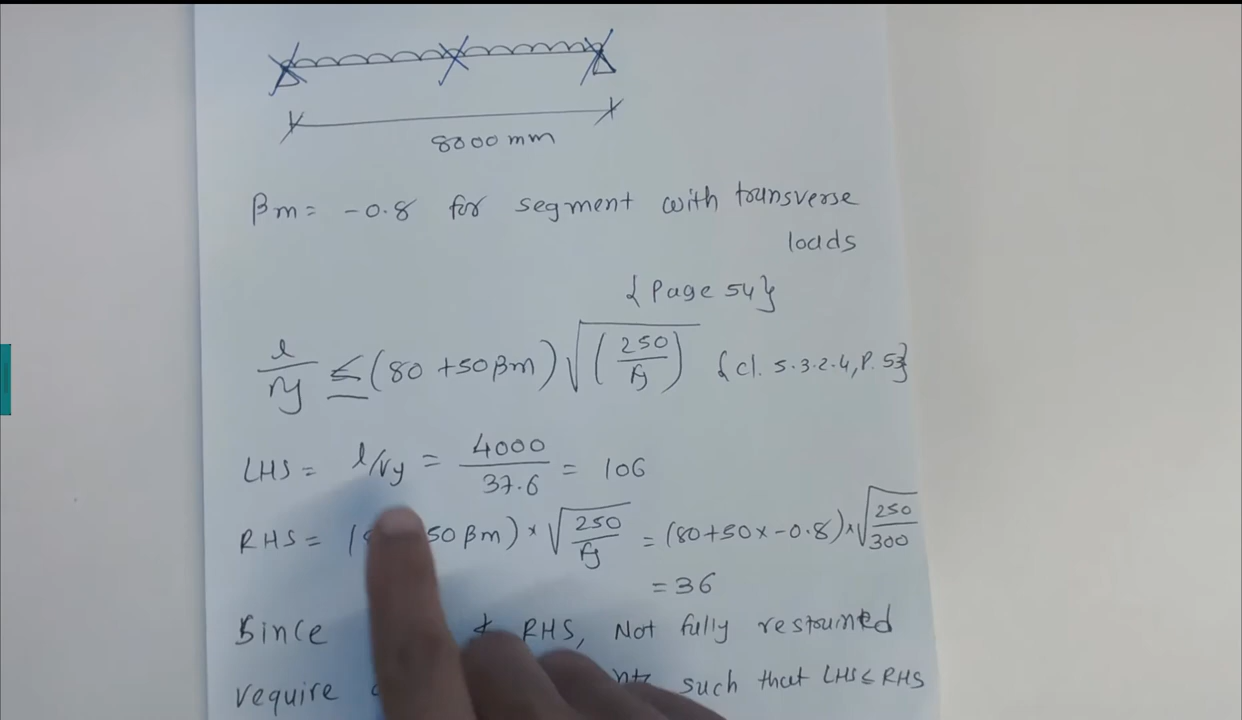 8000 mm
βm = -0.8 for segment with transverse
loads
{Page 54}
l/ry ≤ (80 + 50βm) √(250/fy) {cl. 5.3.2.4, P. 53}
LHS = l/ry = 4000/37.6 = 106
RHS = 50βm) × √(250/fy) = (80+50×-0.8) × √(250/300)
= 36
Since RHS, Not fully restrained
require such that LHS ≤ RHS